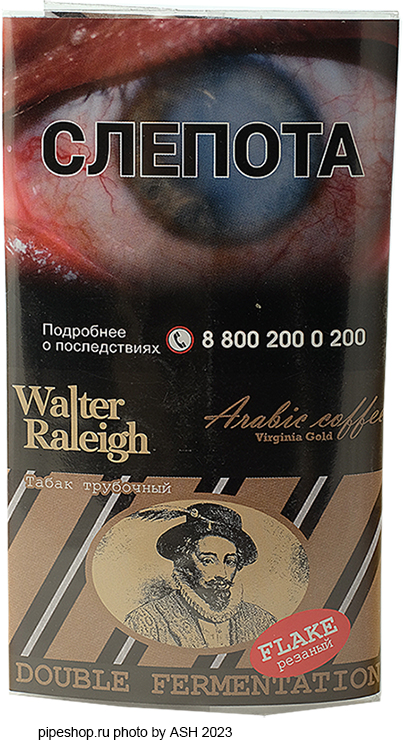 СЛЕПОТА
Подробнее
о последствиях
8 800 200 0 200
Walter
Raleigh
Arabic coffee
Virginia Gold
Табак трубочный
FLAKE
резаный
DOUBLE FERMENTATION
pipeshop.ru photo by ASH 2023